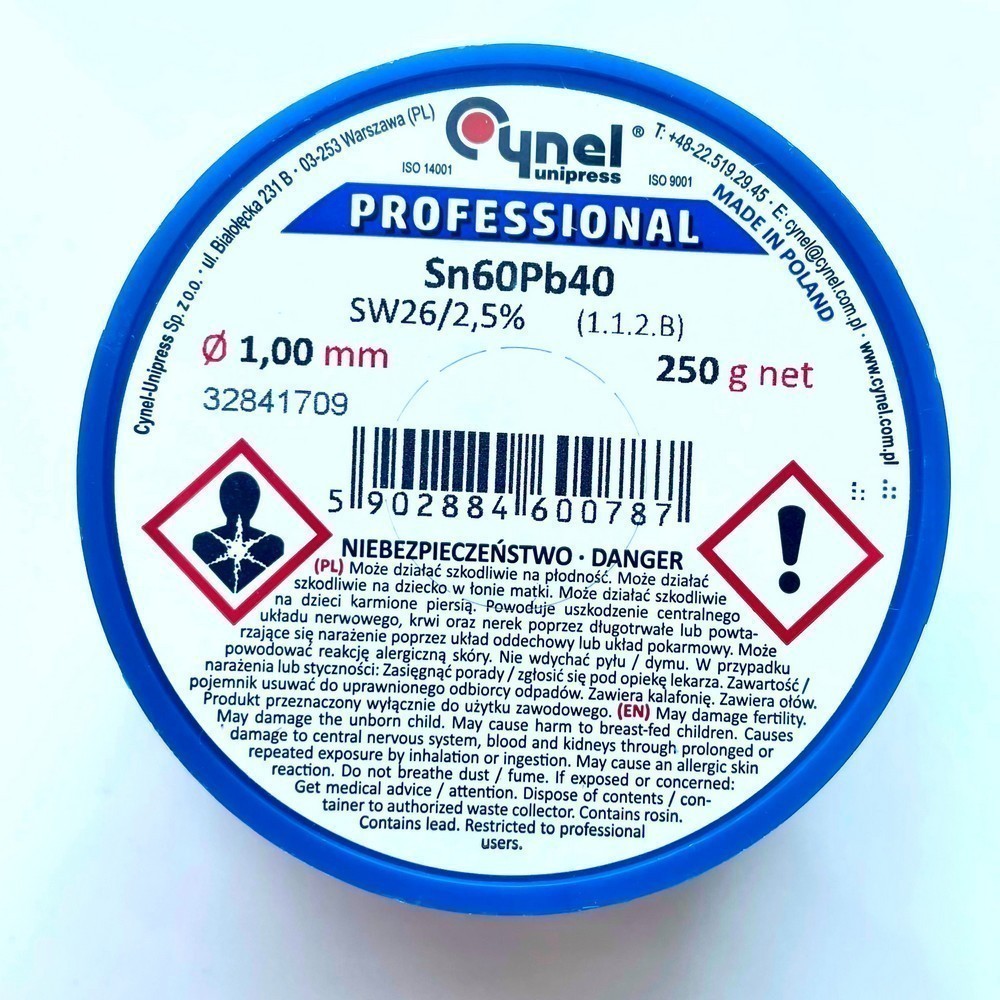 Cynel-Unipress Sp. z o.o. · ul. Białołęcka 231 B · 03-253 Warszawa (PL)
Cynel®
unipress
T: +48-22.519.29.45 · E: cynel@cynel.com.pl · www.cynel.com.pl
ISO 14001
ISO 9001
MADE IN POLAND
PROFESSIONAL
Sn60Pb40
SW26/2,5% (1.1.2.B)
Ø 1,00 mm
250 g net
32841709
5 902884 600787
NIEBEZPIECZEŃSTWO · DANGER
(PL) Może działać szkodliwie na płodność. Może działać
szkodliwie na dziecko w łonie matki. Może działać szkodliwie
na dzieci karmione piersią. Powoduje uszkodzenie centralnego
układu nerwowego, krwi oraz nerek poprzez długotrwałe lub powta-
rzające się narażenie poprzez układ oddechowy lub układ pokarmowy. Może
powodować reakcję alergiczną skóry. Nie wdychać pyłu / dymu. W przypadku
narażenia lub styczności: Zasięgnąć porady / zgłosić się pod opiekę lekarza. Zawartość /
pojemnik usuwać do uprawnionego odbiorcy odpadów. Zawiera kalafonię. Zawiera ołów.
Produkt przeznaczony wyłącznie do użytku zawodowego. (EN) May damage fertility.
May damage the unborn child. May cause harm to breast-fed children. Causes
damage to central nervous system, blood and kidneys through prolonged or
repeated exposure by inhalation or ingestion. May cause an allergic skin
reaction. Do not breathe dust / fume. If exposed or concerned:
Get medical advice / attention. Dispose of contents / con-
tainer to authorized waste collector. Contains rosin.
Contains lead. Restricted to professional
users.